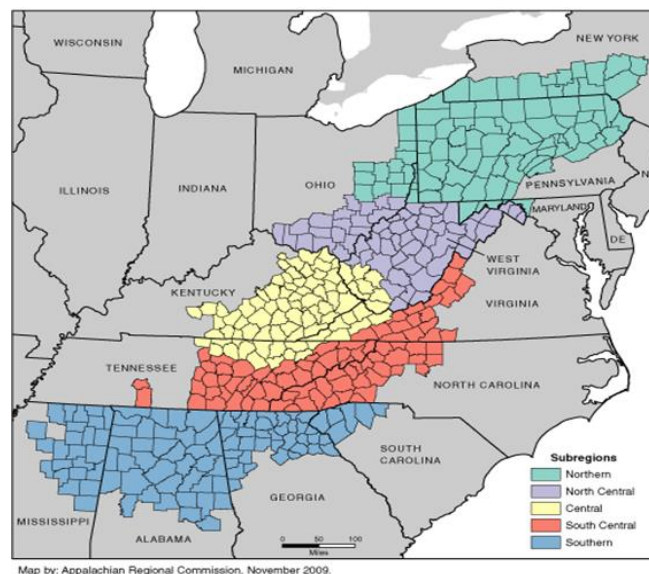 WISCONSIN
NEW YORK
MICHIGAN
PENNSYLVANIA
N
OHIO
ILLINOIS
INDIANA
MARYLAND
DE
WEST
VIRGINIA
KENTUCKY
VIRGINIA
TENNESSEE
NORTH CAROLINA
SOUTH
CAROLINA
Subregions
Northern
North Central
Central
South Central
Southern
GEORGIA
MISSISSIPPI
ALABAMA
0 50 100
Miles
Map by: Appalachian Regional Commission, November 2009.